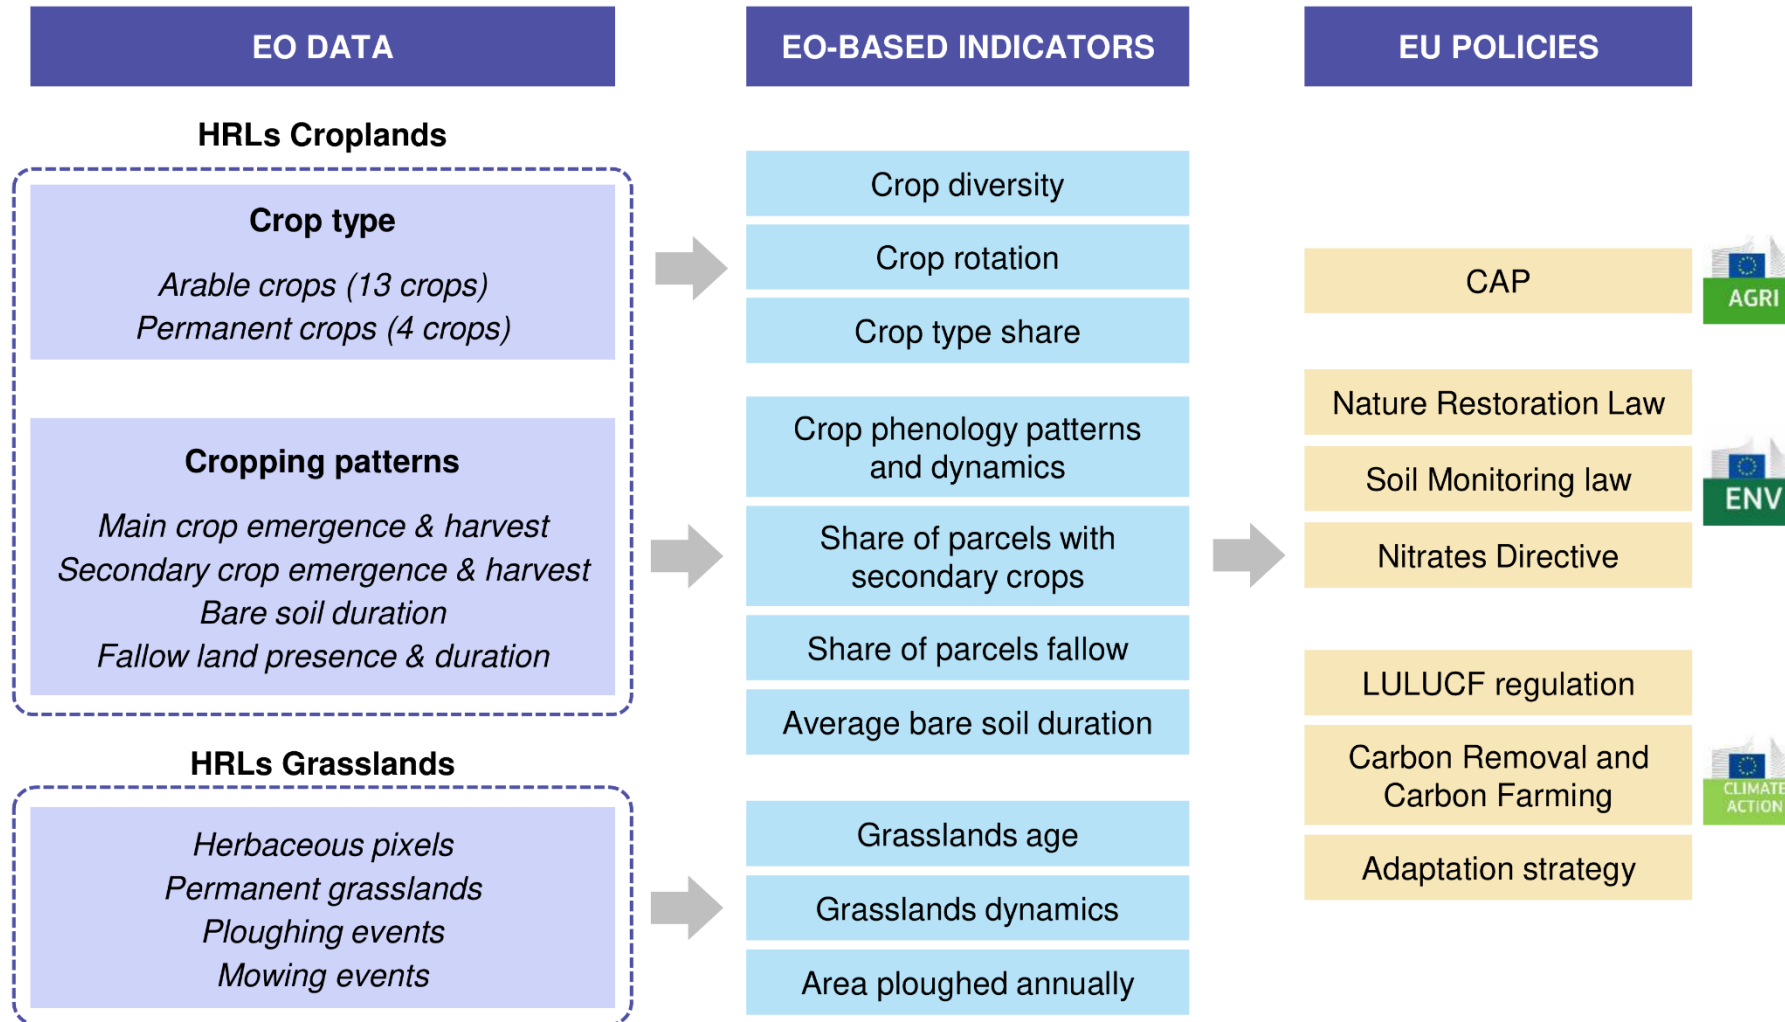 EO DATA
HRLs Croplands
Crop type
Arable crops (13 crops)
Permanent crops (4 crops)
Cropping patterns
Main crop emergence & harvest
Secondary crop emergence & harvest
Bare soil duration
Fallow land presence & duration
HRLs Grasslands
Herbaceous pixels
Permanent grasslands
Ploughing events
Mowing events
EO-BASED INDICATORS
Crop diversity
Crop rotation
Crop type share
Crop phenology patterns
and dynamics
Share of parcels with
secondary crops
Share of parcels fallow
Average bare soil duration
Grasslands age
Grasslands dynamics
Area ploughed annually
EU POLICIES
CAP
AGRI
Nature Restoration Law
Soil Monitoring law
Nitrates Directive
ENV
LULUCF regulation
Carbon Removal and
Carbon Farming
Adaptation strategy
CLIMATE
ACTION